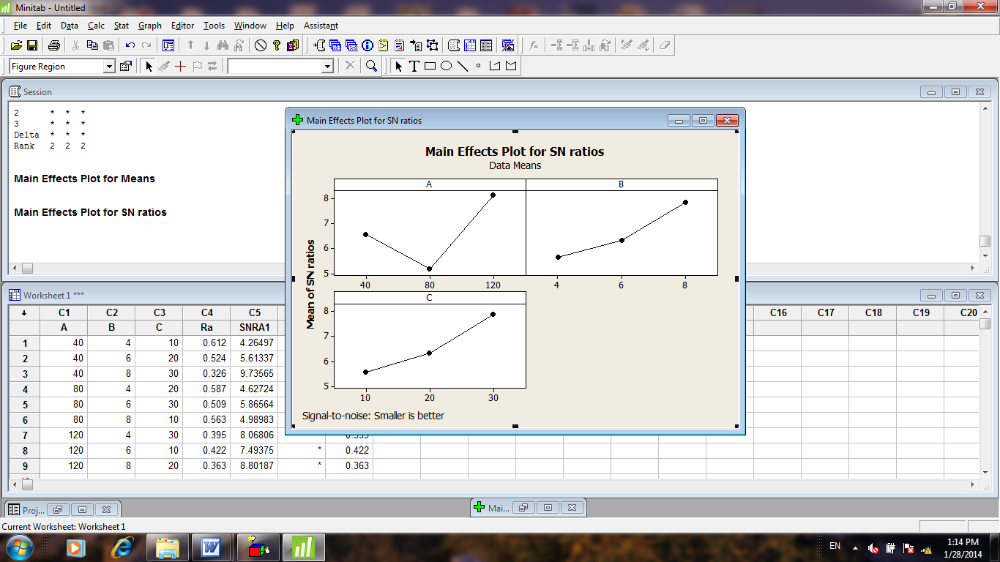 Minitab - Untitled
File Edit Data Calc Stat Graph Editor Tools Window Help Assistant
Figure Region
Session
2 * * *
3 * * *
Delta * * *
Rank 2 2 2
Main Effects Plot for Means
Main Effects Plot for SN ratios
Main Effects Plot for SN ratios
Main Effects Plot for SN ratios
Data Means
A B
8
7
6
5
40 80 120 4 6 8
Mean of SN ratios
C
8
7
6
5
10 20 30
Signal-to-noise: Smaller is better
Worksheet 1 ***
C1 C2 C3 C4 C5 C16 C17 C18 C19 C20
A B C Ra SNRA1
1 40 4 10 0.612 4.26497
2 40 6 20 0.524 5.61337
3 40 8 30 0.326 9.73565
4 80 4 20 0.587 4.62724
5 80 6 30 0.509 5.86564
6 80 8 10 0.563 4.98983
7 120 4 30 0.395 8.06806
8 120 6 10 0.422 7.49375 * 0.422
9 120 8 20 0.363 8.80187 * 0.363
Proj... Mai...
Current Worksheet: Worksheet 1
EN 1:14 PM
1/28/2014